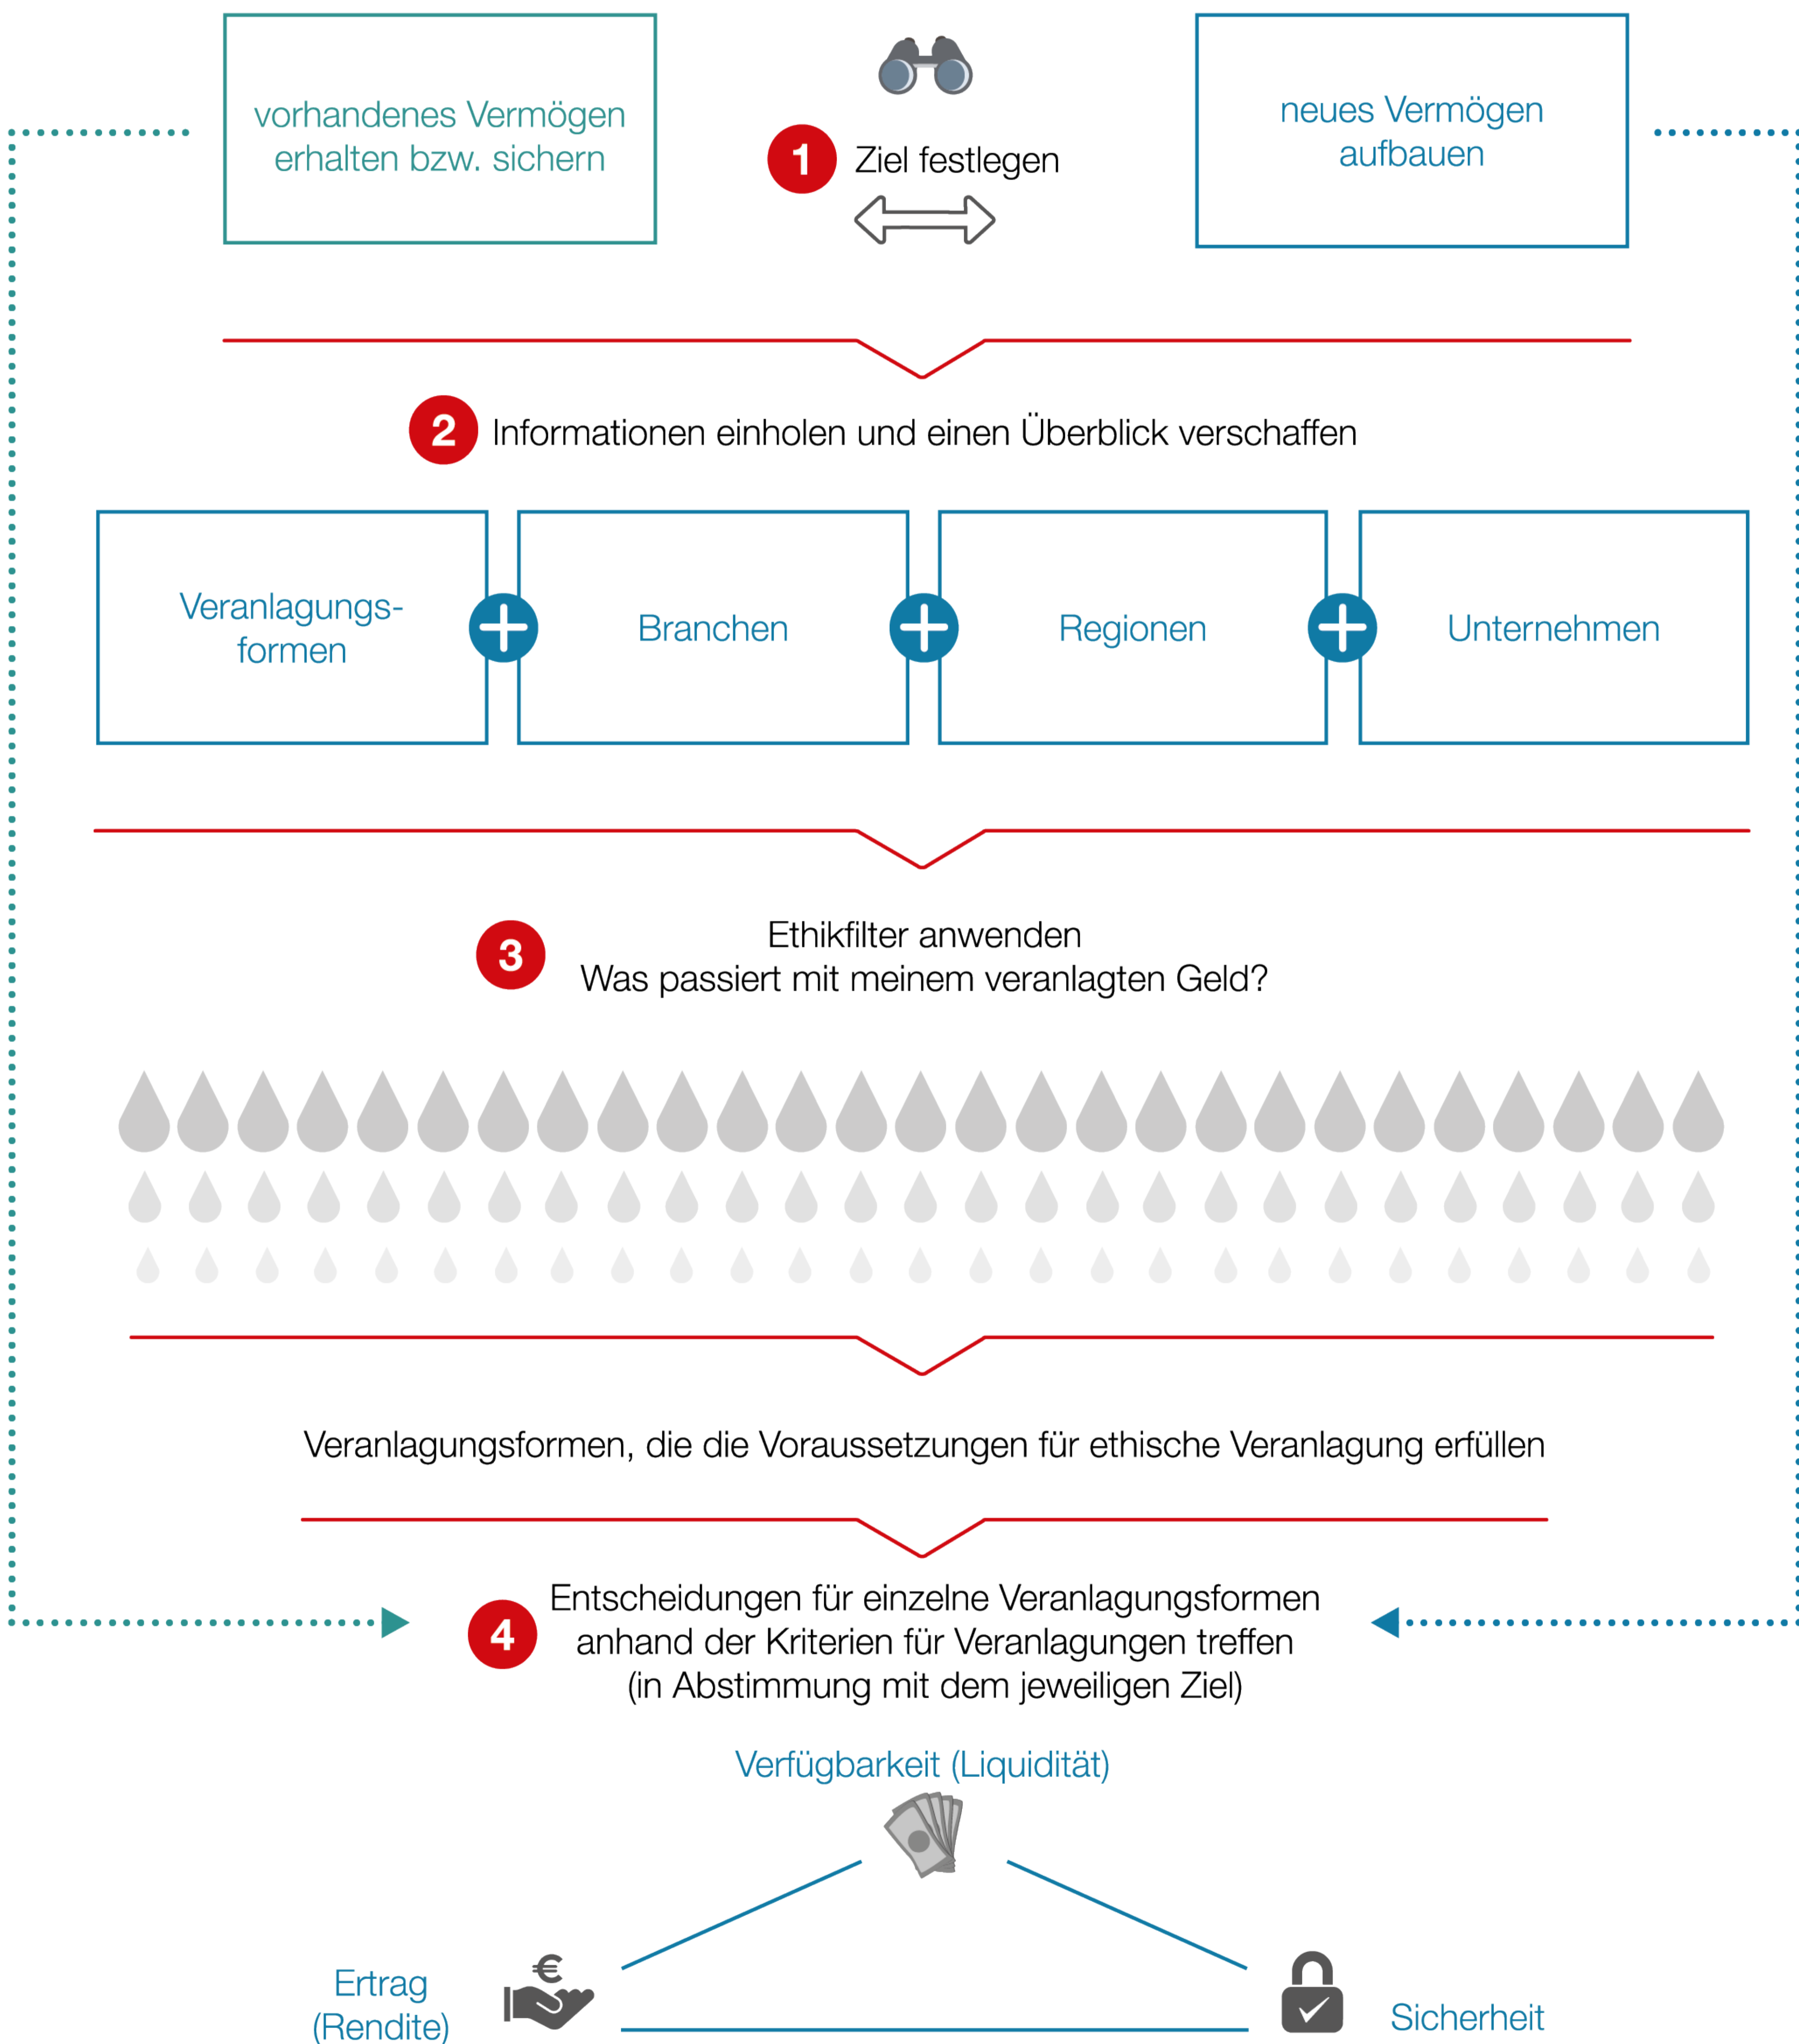 vorhandenes Vermögen
erhalten bzw. sichern
1 Ziel festlegen
neues Vermögen
aufbauen
2 Informationen einholen und einen Überblick verschaffen
Veranlagungs-
formen
Branchen
Regionen
Unternehmen
3
Ethikfilter anwenden
Was passiert mit meinem veranlagten Geld?
Veranlagungsformen, die die Voraussetzungen für ethische Veranlagung erfüllen
4
Entscheidungen für einzelne Veranlagungsformen
anhand der Kriterien für Veranlagungen treffen
(in Abstimmung mit dem jeweiligen Ziel)
Verfügbarkeit (Liquidität)
€
Ertrag
(Rendite)
Sicherheit